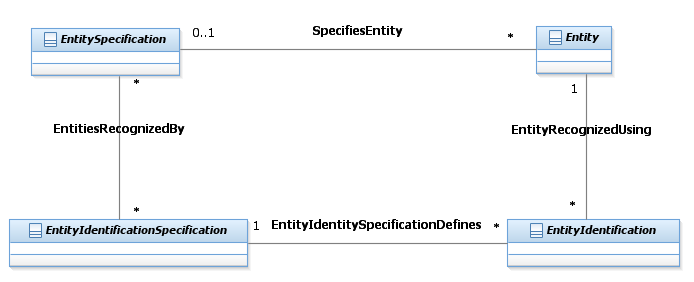 EntitySpecification
0..1
SpecifiesEntity
*
Entity
*
1
EntitiesRecognizedBy
EntityRecognizedUsing
*
*
EntityIdentificationSpecification
1
EntityIdentitySpecificationDefines
*
EntityIdentification